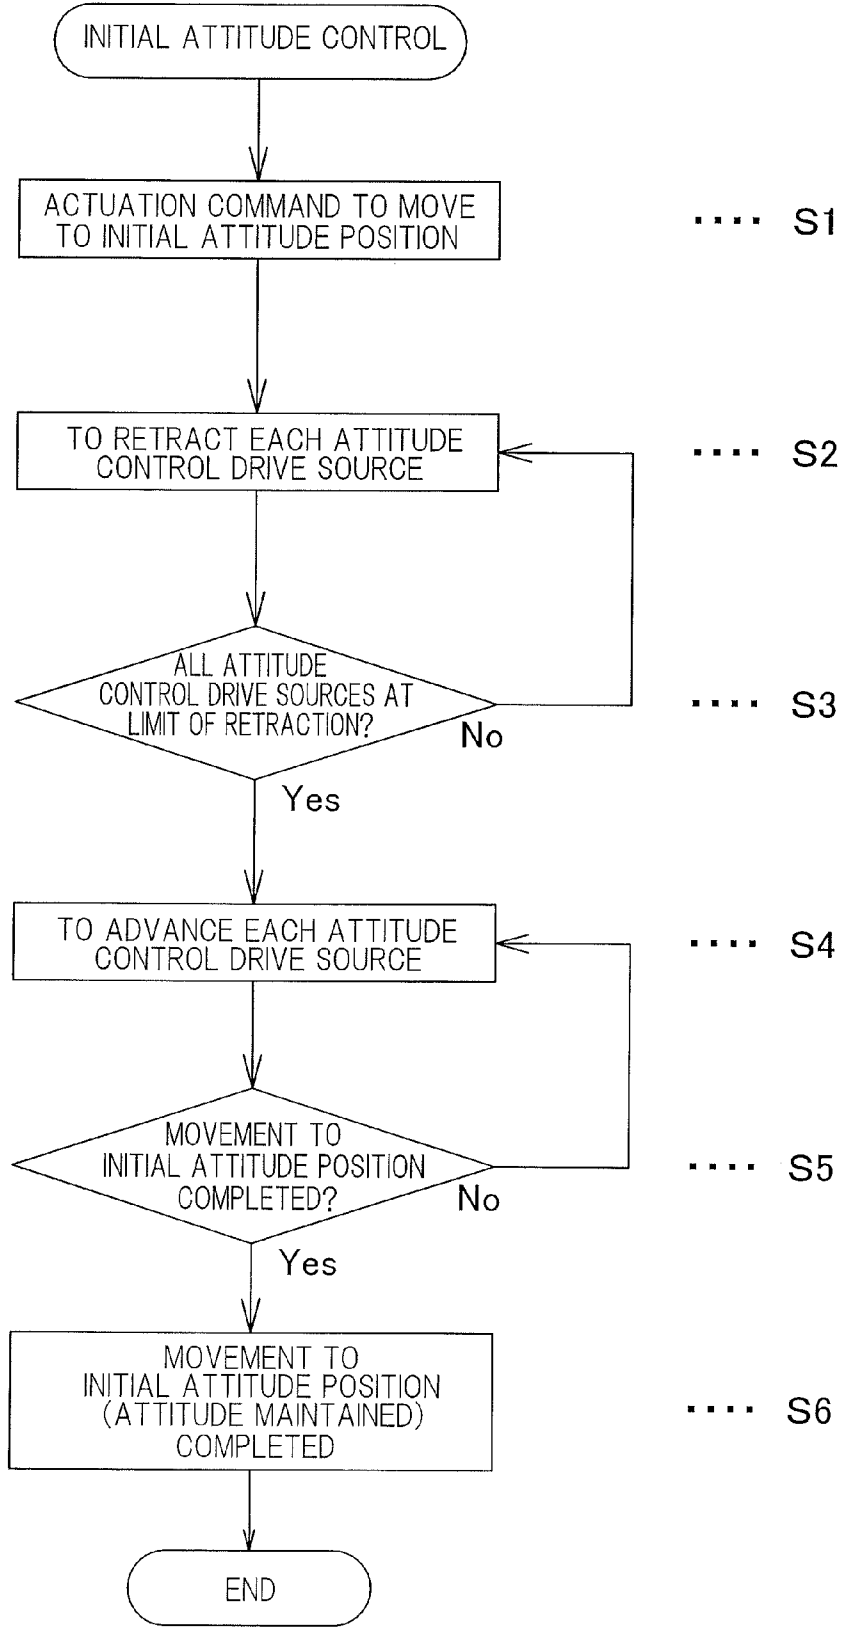 INITIAL ATTITUDE CONTROL
ACTUATION COMMAND TO MOVE
TO INITIAL ATTITUDE POSITION
.... S1
TO RETRACT EACH ATTITUDE
CONTROL DRIVE SOURCE
.... S2
ALL ATTITUDE
CONTROL DRIVE SOURCES AT
LIMIT OF RETRACTION?
.... S3
No
Yes
TO ADVANCE EACH ATTITUDE
CONTROL DRIVE SOURCE
.... S4
MOVEMENT TO
INITIAL ATTITUDE POSITION
COMPLETED?
.... S5
No
Yes
MOVEMENT TO
INITIAL ATTITUDE POSITION
(ATTITUDE MAINTAINED)
COMPLETED
.... S6
END